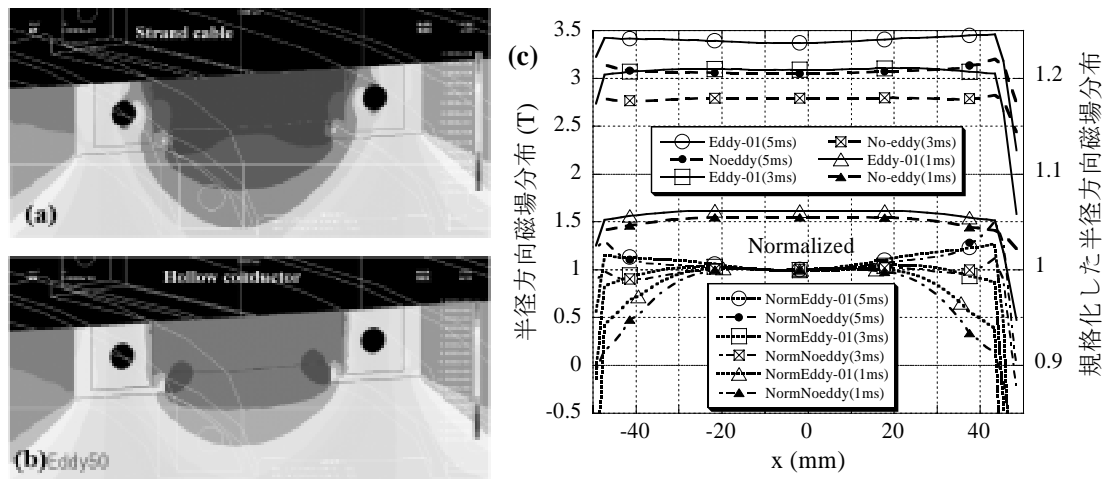 Strand cable
(a)
Hollow conductor
(b)Eddy50
(c)
半径方向磁場分布 (T)
3.5
3
2.5
2
1.5
1
0.5
0
-0.5
Eddy-01(5ms)
Noeddy(5ms)
Eddy-01(3ms)
No-eddy(3ms)
Eddy-01(1ms)
No-eddy(1ms)
Normalized
NormEddy-01(5ms)
NormNoeddy(5ms)
NormEddy-01(3ms)
NormNoeddy(3ms)
NormEddy-01(1ms)
NormNoeddy(1ms)
-40
-20
0
20
40
x (mm)
1.2
1.1
1
0.9
規格化した半径方向磁場分布